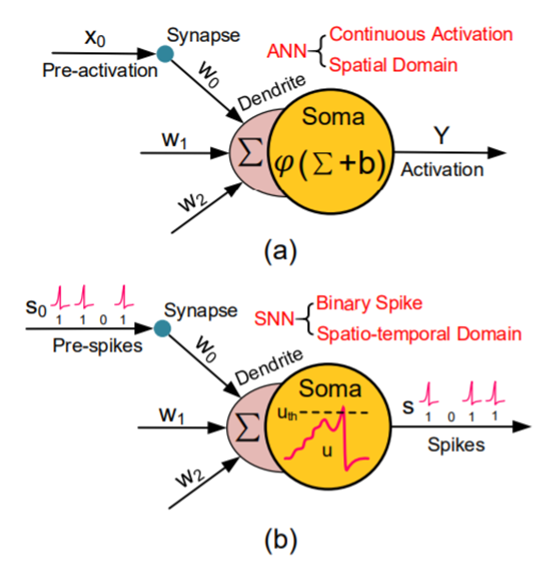 X0
Synapse
Pre-activation
W0
ANN
Continuous Activation
Spatial Domain
Dendrite
Soma
W1
Σ
φ(Σ+b)
Y
Activation
W2
(a)
S0
1 1 0 1
Pre-spikes
Synapse
W0
SNN
Binary Spike
Spatio-temporal Domain
Dendrite
Soma
uth
u
W1
Σ
S
1 0 1 1
Spikes
W2
(b)